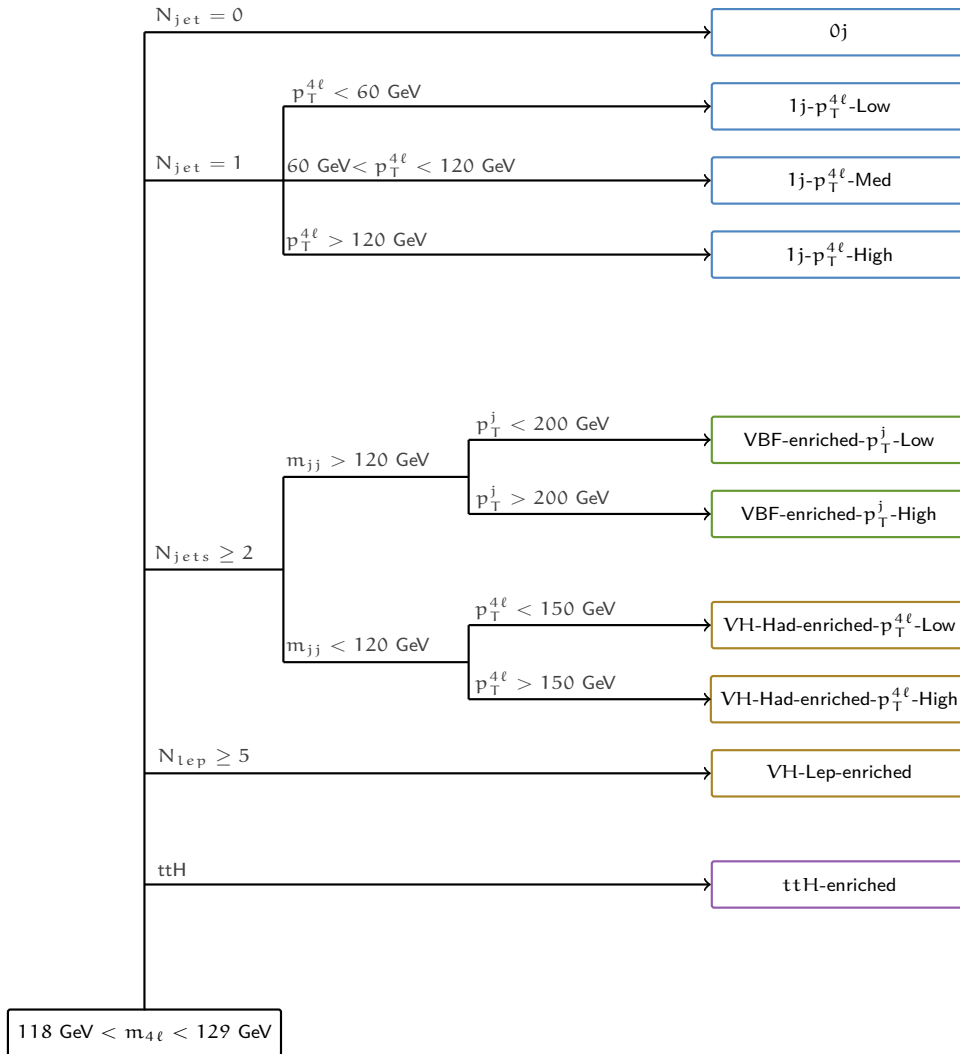 N_jet = 0
0j
p_T^{4ℓ} < 60 GeV
1j-p_T^{4ℓ}-Low
N_jet = 1
60 GeV< p_T^{4ℓ} < 120 GeV
1j-p_T^{4ℓ}-Med
p_T^{4ℓ} > 120 GeV
1j-p_T^{4ℓ}-High
p_T^j < 200 GeV
VBF-enriched-p_T^j-Low
m_jj > 120 GeV
p_T^j > 200 GeV
VBF-enriched-p_T^j-High
N_jets ≥ 2
p_T^{4ℓ} < 150 GeV
VH-Had-enriched-p_T^{4ℓ}-Low
m_jj < 120 GeV
p_T^{4ℓ} > 150 GeV
VH-Had-enriched-p_T^{4ℓ}-High
N_lep ≥ 5
VH-Lep-enriched
ttH
ttH-enriched
118 GeV < m_{4ℓ} < 129 GeV